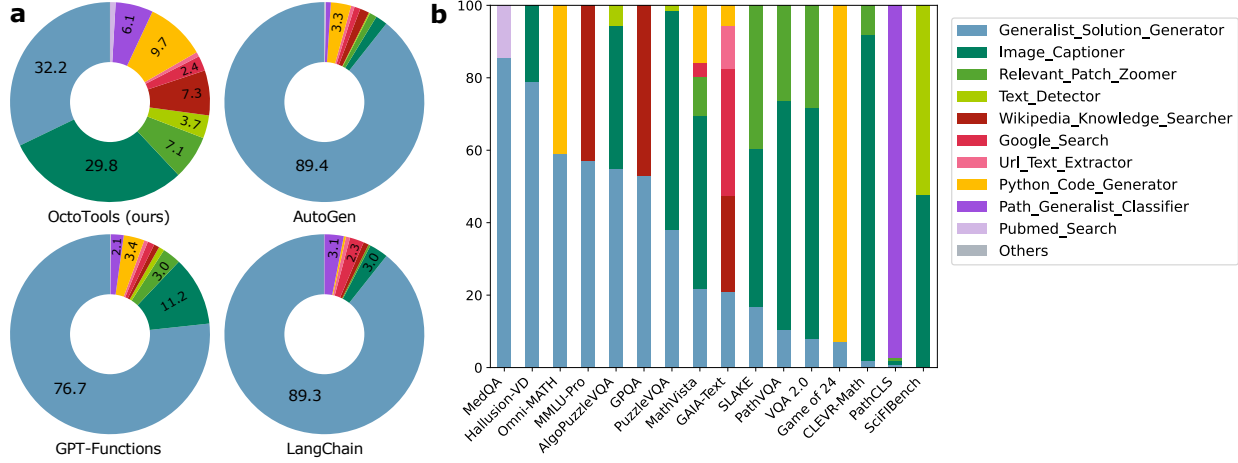 a
32.2
6.1
9.7
2.4
7.3
3.7
7.1
29.8
OctoTools (ours)
3.3
89.4
AutoGen
2.1
3.4
3.0
11.2
76.7
GPT-Functions
3.1
2.3
3.0
89.3
LangChain
b
100
80
60
40
20
0
MedQA
Hallusion-VD
Omni-MATH
MMLU-Pro
AlgoPuzzleVQA
GPQA
PuzzleVQA
MathVista
GAIA-Text
SLAKE
PathVQA
VQA 2.0
Game of 24
CLEVR-Math
PathCLS
SciFIBench
Generalist_Solution_Generator
Image_Captioner
Relevant_Patch_Zoomer
Text_Detector
Wikipedia_Knowledge_Searcher
Google_Search
Url_Text_Extractor
Python_Code_Generator
Path_Generalist_Classifier
Pubmed_Search
Others